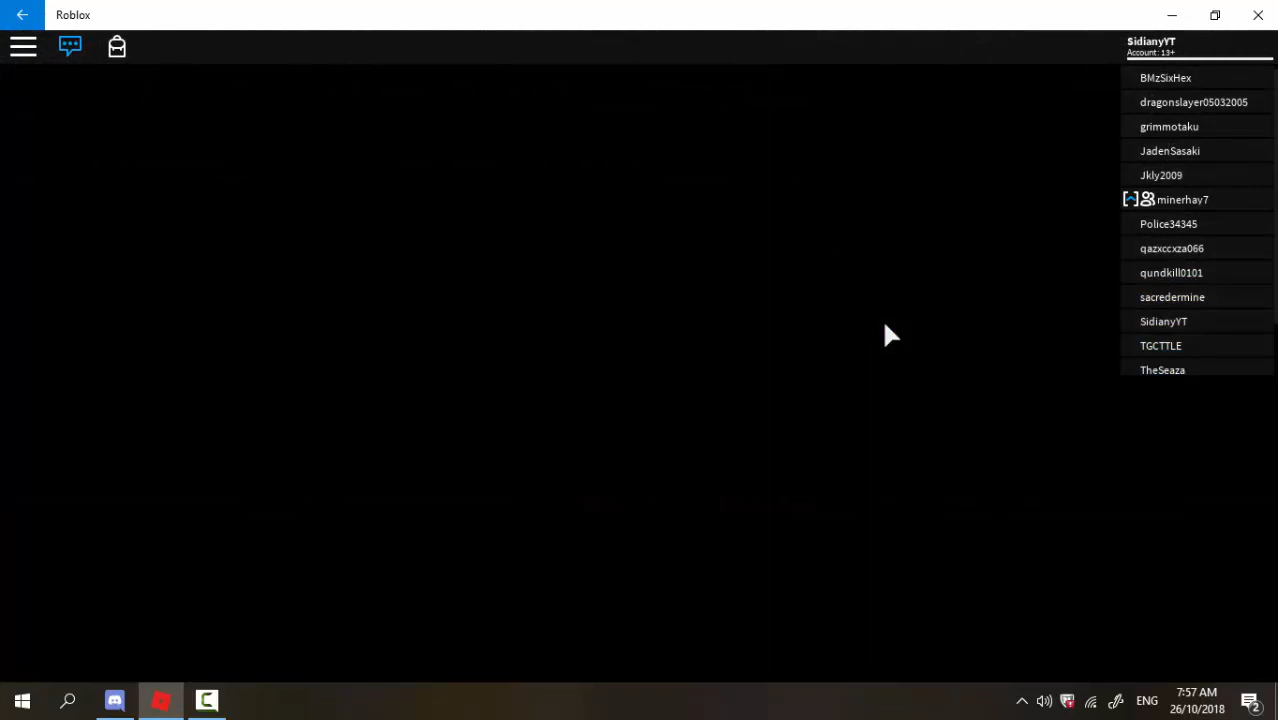 Roblox
SidianyYT
Account: 13+
BMzSixHex
dragonslayer05032005
grimmotaku
JadenSasaki
Jkly2009
minerhay7
Police34345
qazxccxza066
qundkill0101
sacredermine
SidianyYT
TGCTTLE
TheSeaza
ENG
7:57 AM
26/10/2018
2